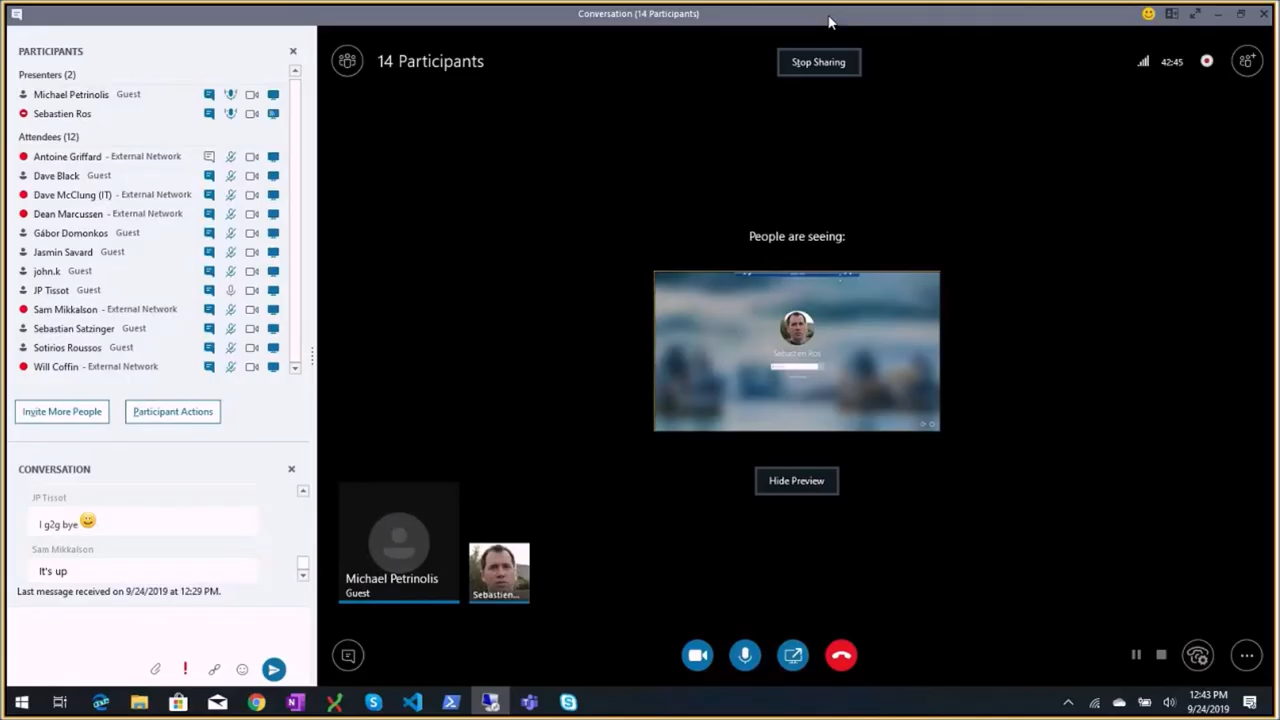 Conversation (14 Participants)
PARTICIPANTS
Presenters (2)
Michael Petrinolis Guest
Sebastien Ros
Attendees (12)
Antoine Griffard - External Network
Dave Black Guest
Dave McClung (IT) - External Network
Dean Marcussen - External Network
Gábor Domonkos Guest
Jasmin Savard Guest
john.k Guest
JP Tissot Guest
Sam Mikkalson - External Network
Sebastian Satzinger Guest
Sotirios Roussos Guest
Will Coffin - External Network
Invite More People
Participant Actions
CONVERSATION
JP Tissot
I g2g bye
Sam Mikkalson
It's up
Last message received on 9/24/2019 at 12:29 PM.
14 Participants
Stop Sharing
42:45
People are seeing:
Sebastien Ros
Hide Preview
Michael Petrinolis
Guest
Sebastien...
12:43 PM
9/24/2019